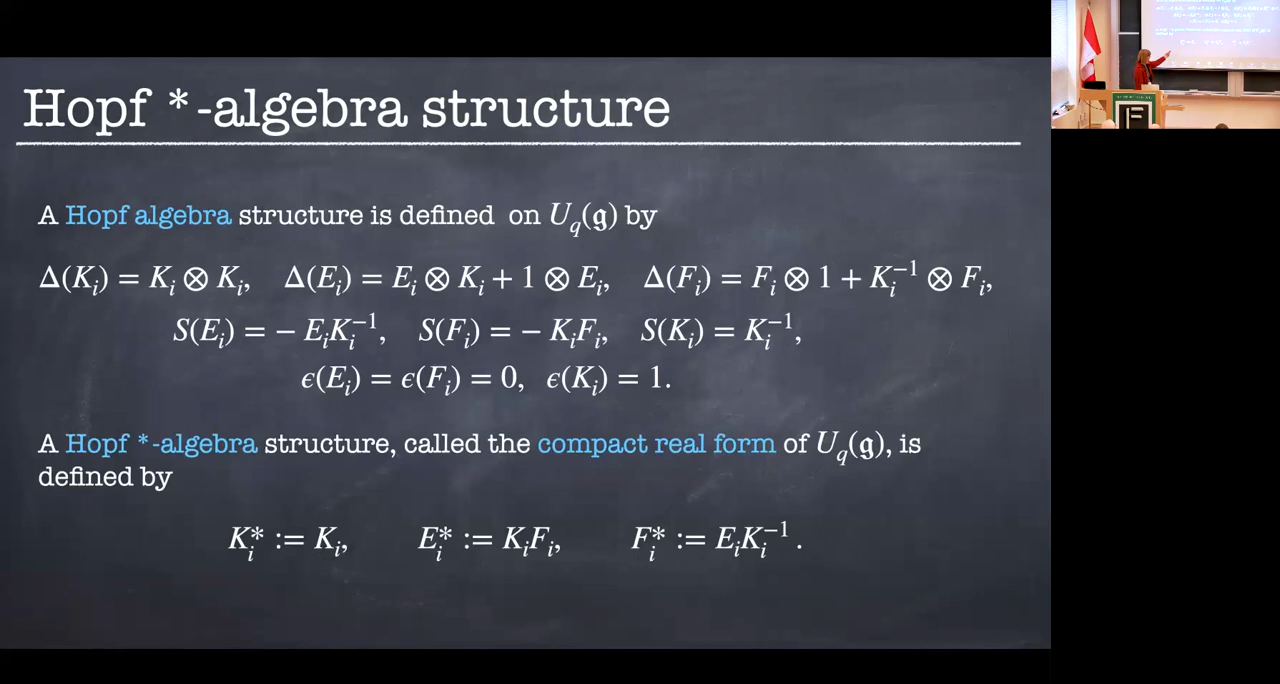 Hopf *-algebra structure
A Hopf algebra structure is defined on U_q(𝔤) by
Δ(K_i) = K_i ⊗ K_i, Δ(E_i) = E_i ⊗ K_i + 1 ⊗ E_i, Δ(F_i) = F_i ⊗ 1 + K_i^{-1} ⊗ F_i,
S(E_i) = − E_iK_i^{-1}, S(F_i) = − K_iF_i, S(K_i) = K_i^{-1},
ϵ(E_i) = ϵ(F_i) = 0, ϵ(K_i) = 1.
A Hopf *-algebra structure, called the compact real form of U_q(𝔤), is
defined by
K_i^* := K_i, E_i^* := K_iF_i, F_i^* := E_iK_i^{-1}.